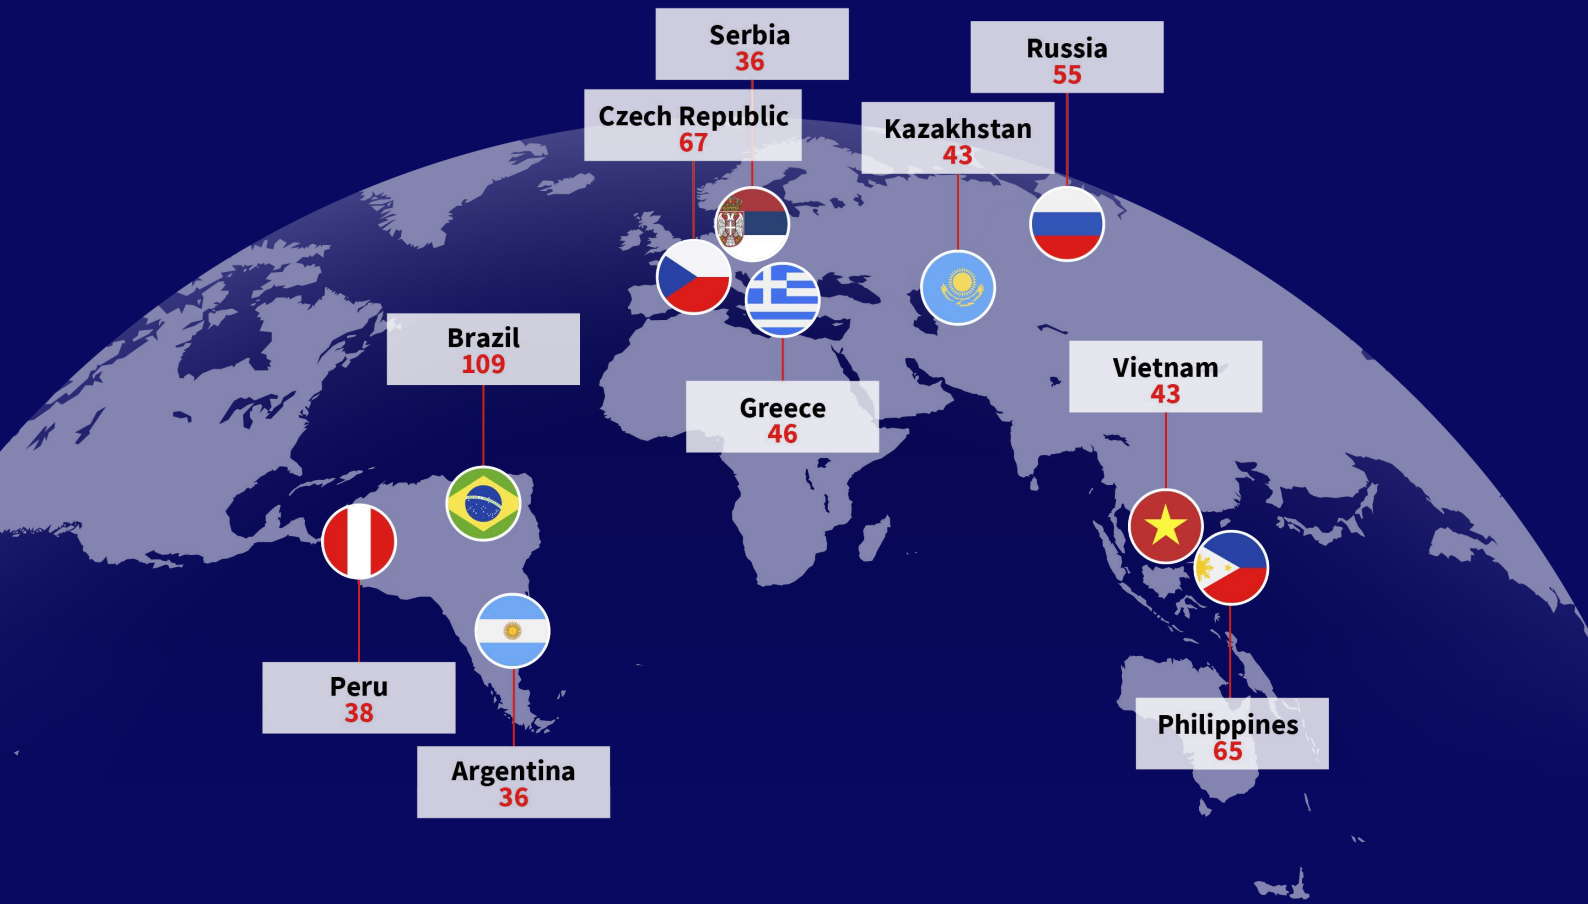 Serbia
36
Russia
55
Czech Republic
67
Kazakhstan
43
Brazil
109
Vietnam
43
Greece
46
Peru
38
Philippines
65
Argentina
36